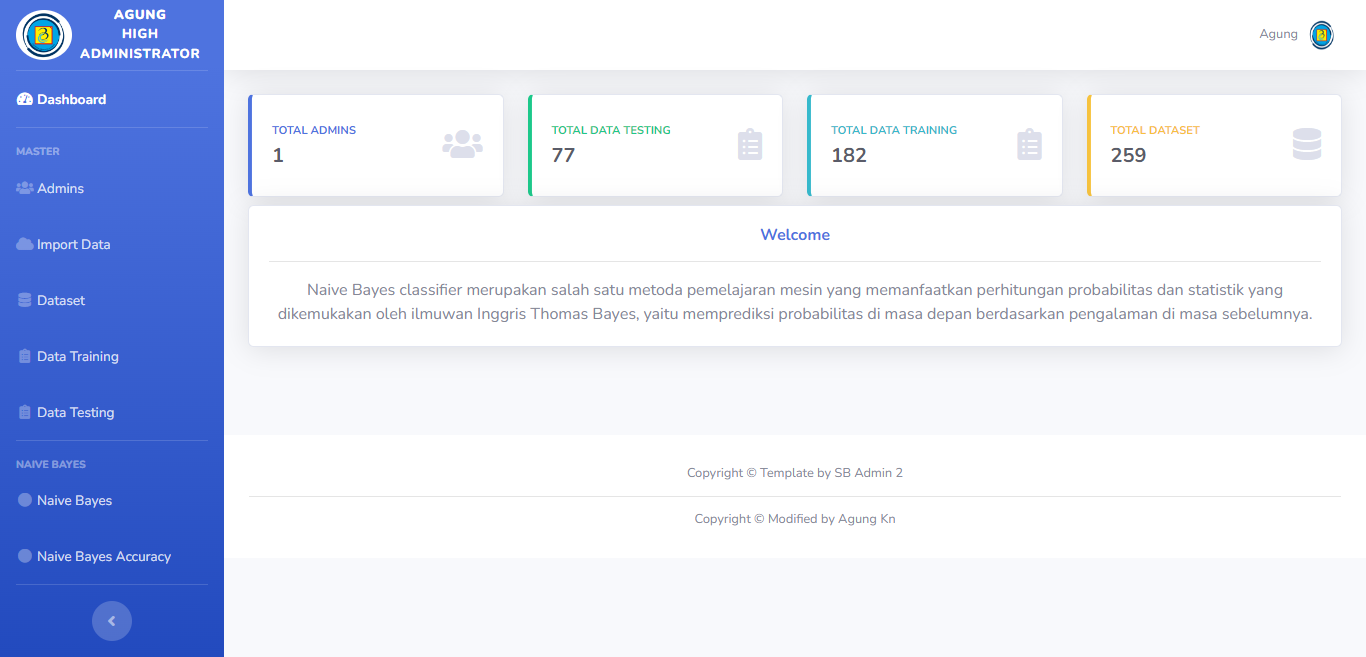 AGUNG
HIGH
ADMINISTRATOR
Agung
Dashboard
MASTER
Admins
Import Data
Dataset
Data Training
Data Testing
NAIVE BAYES
Naive Bayes
Naive Bayes Accuracy
TOTAL ADMINS
1
TOTAL DATA TESTING
77
TOTAL DATA TRAINING
182
TOTAL DATASET
259
Welcome
Naive Bayes classifier merupakan salah satu metoda pemelajaran mesin yang memanfaatkan perhitungan probabilitas dan statistik yang
dikemukakan oleh ilmuwan Inggris Thomas Bayes, yaitu memprediksi probabilitas di masa depan berdasarkan pengalaman di masa sebelumnya.
Copyright © Template by SB Admin 2
Copyright © Modified by Agung Kn